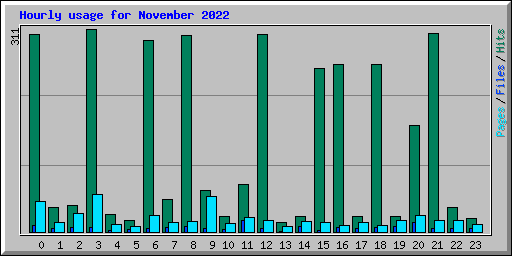 Hourly usage for November 2022
311
Pages / Files / Hits
0 1 2 3 4 5 6 7 8 9 10 11 12 13 14 15 16 17 18 19 20 21 22 23